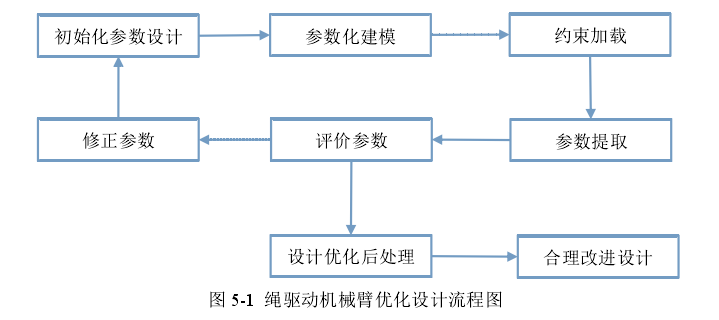 初始化参数设计
参数化建模
约束加载
修正参数
评价参数
参数提取
设计优化后处理
合理改进设计
图 5-1 绳驱动机械臂优化设计流程图